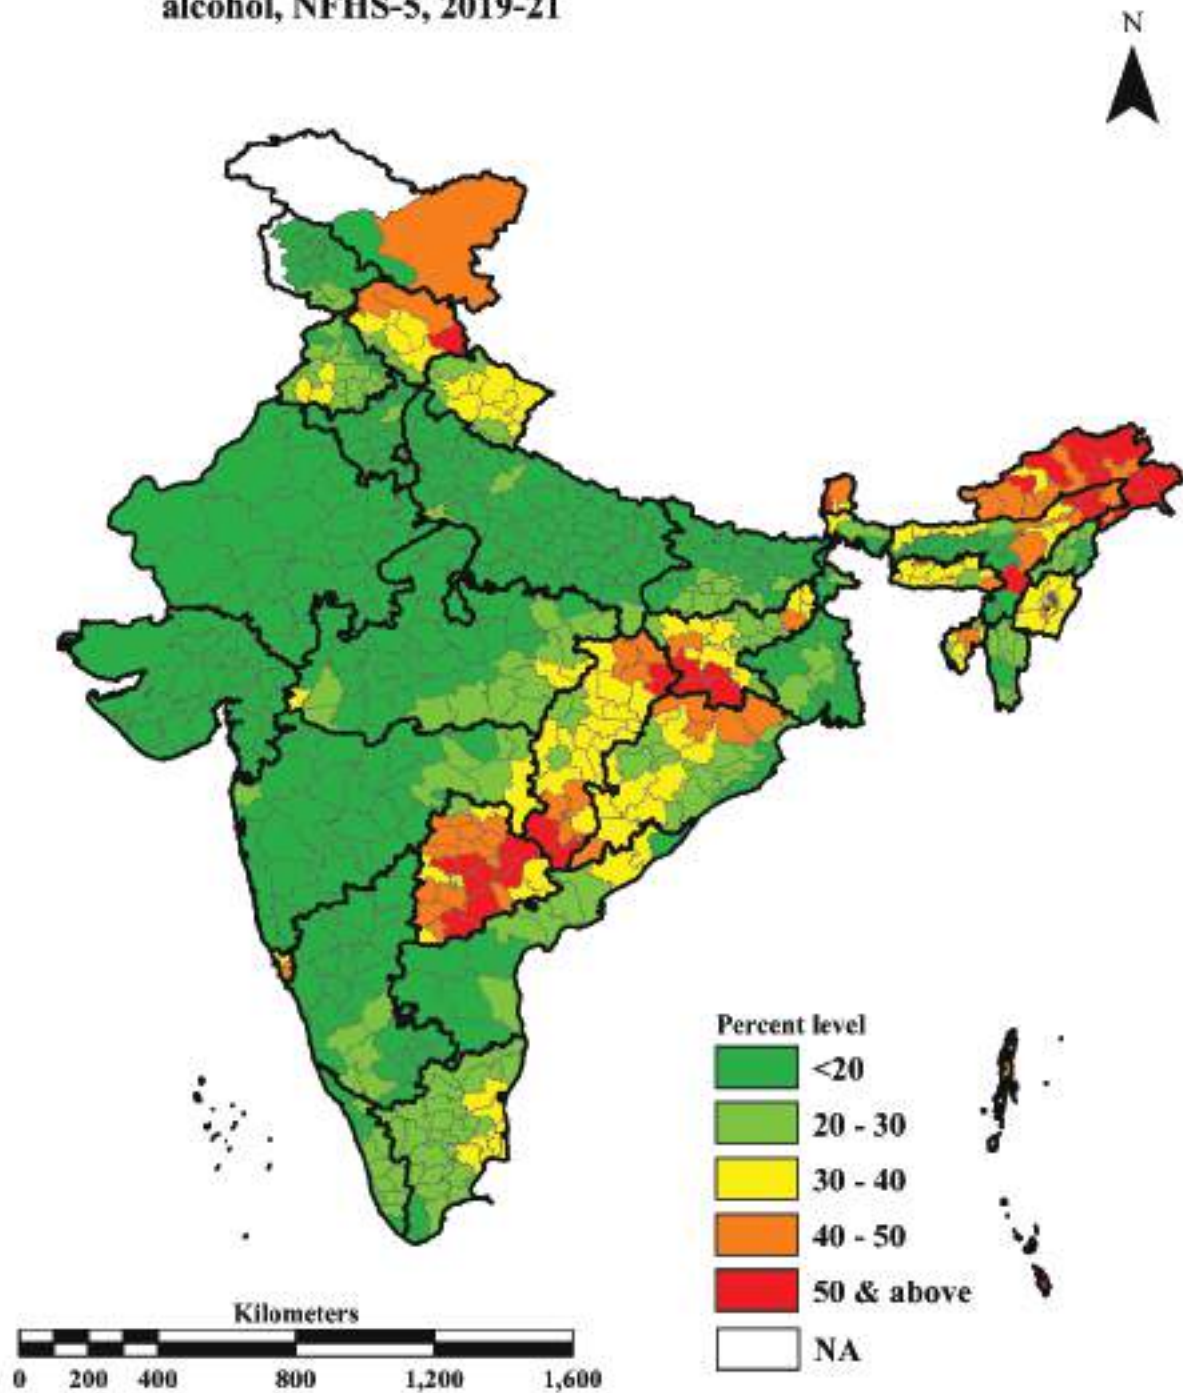 alcohol, NFHS-5, 2019-21
N
Percent level
<20
20 - 30
30 - 40
40 - 50
50 & above
NA
Kilometers
0 200 400 800 1,200 1,600